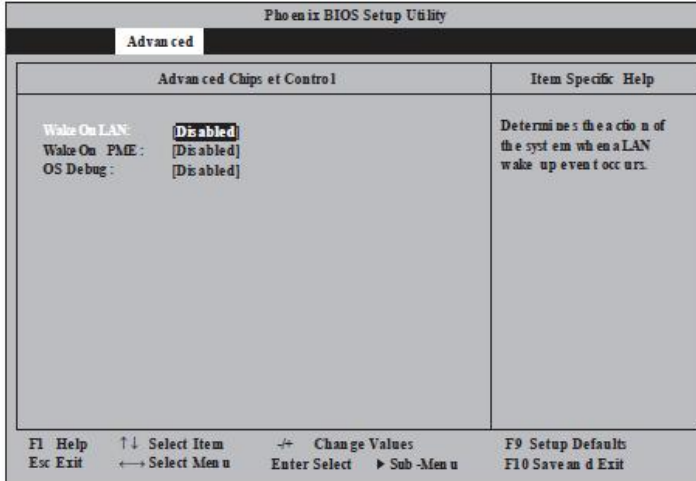 Phoenix BIOS Setup Utility
Advanced
Advanced Chipset Control
Item Specific Help
Wake On LAN: [Disabled]
Wake On PME : [Disabled]
OS Debug : [Disabled]
Determines the action of
the system when a LAN
wake up event occurs.
F1 Help ↑↓ Select Item -/+ Change Values F9 Setup Defaults
Esc Exit ←→ Select Menu Enter Select ▶ Sub-Menu F10 Save and Exit